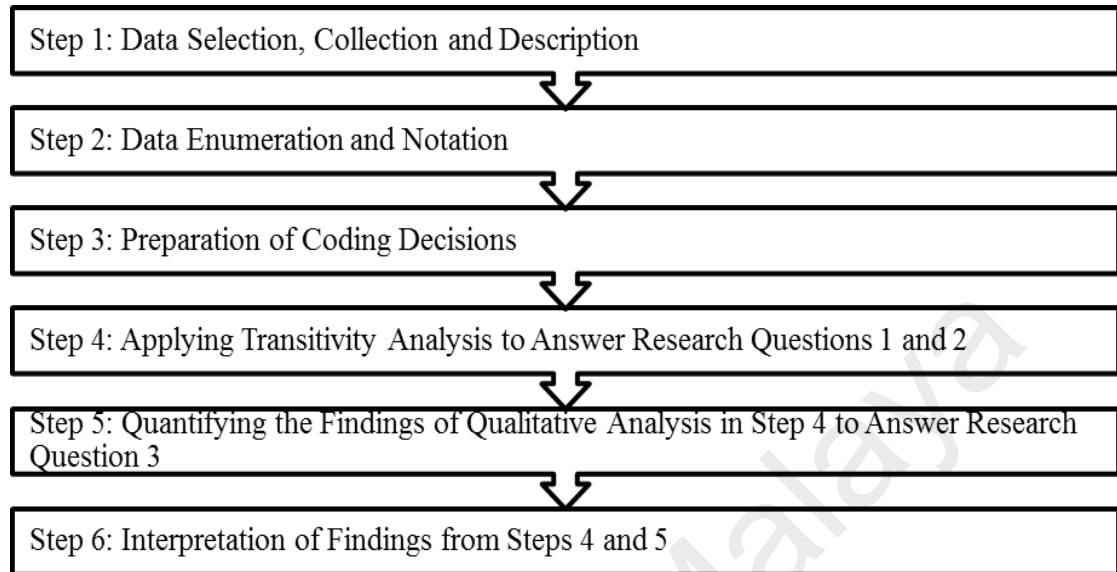 Step 1: Data Selection, Collection and Description
Step 2: Data Enumeration and Notation
Step 3: Preparation of Coding Decisions
Step 4: Applying Transitivity Analysis to Answer Research Questions 1 and 2
Step 5: Quantifying the Findings of Qualitative Analysis in Step 4 to Answer Research
Question 3
Step 6: Interpretation of Findings from Steps 4 and 5
Malaya